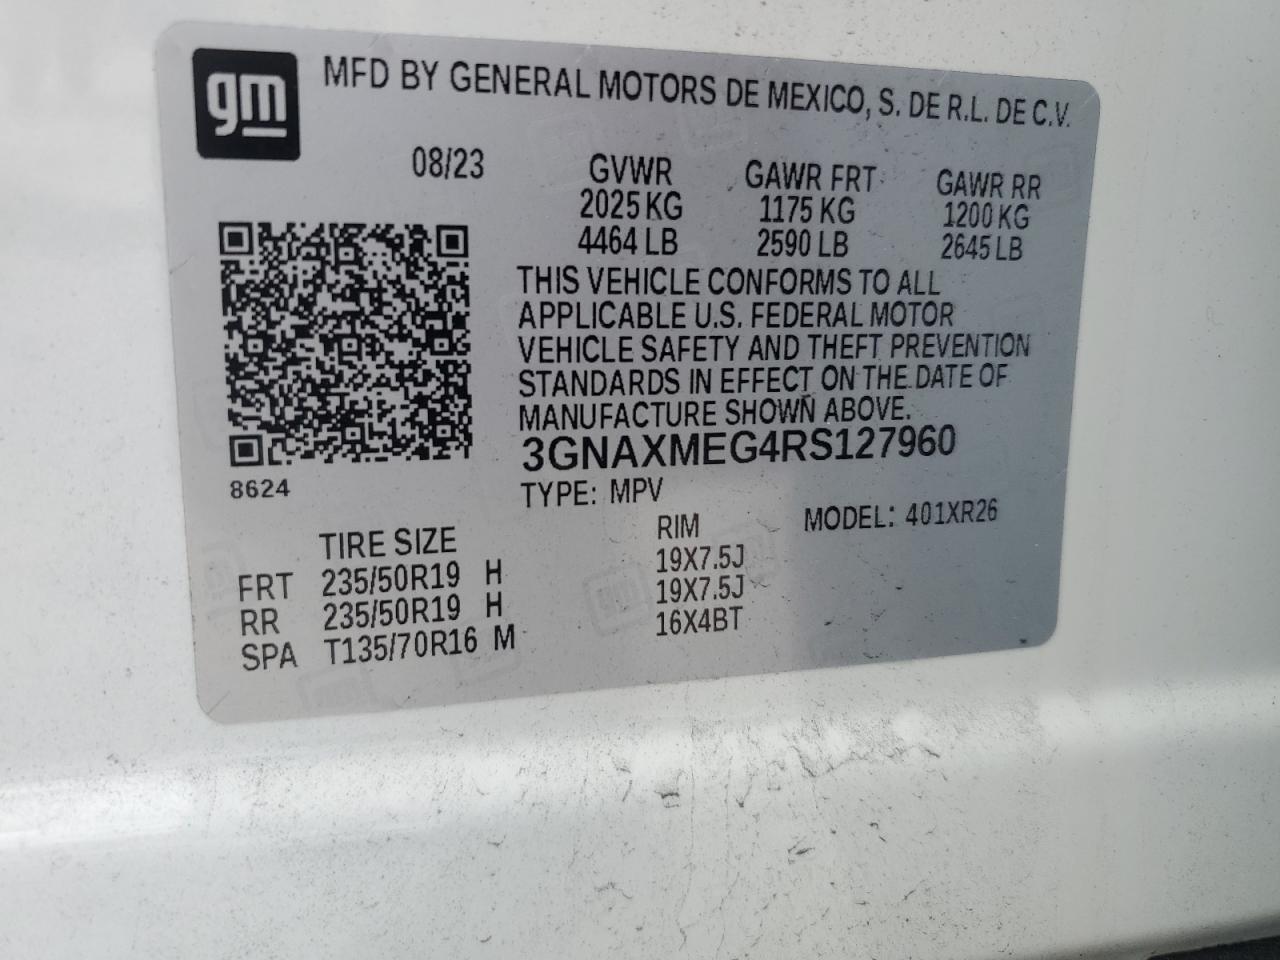 gm
MFD BY GENERAL MOTORS DE MEXICO, S. DE R.L. DE C.V.
08/23 GVWR GAWR FRT GAWR RR
2025 KG 1175 KG 1200 KG
4464 LB 2590 LB 2645 LB
THIS VEHICLE CONFORMS TO ALL
APPLICABLE U.S. FEDERAL MOTOR
VEHICLE SAFETY AND THEFT PREVENTION
STANDARDS IN EFFECT ON THE DATE OF
MANUFACTURE SHOWN ABOVE.
3GNAXMEG4RS127960
8624
TYPE: MPV MODEL: 401XR26
TIRE SIZE RIM
FRT 235/50R19 H 19X7.5J
RR 235/50R19 H 19X7.5J
SPA T135/70R16 M 16X4BT